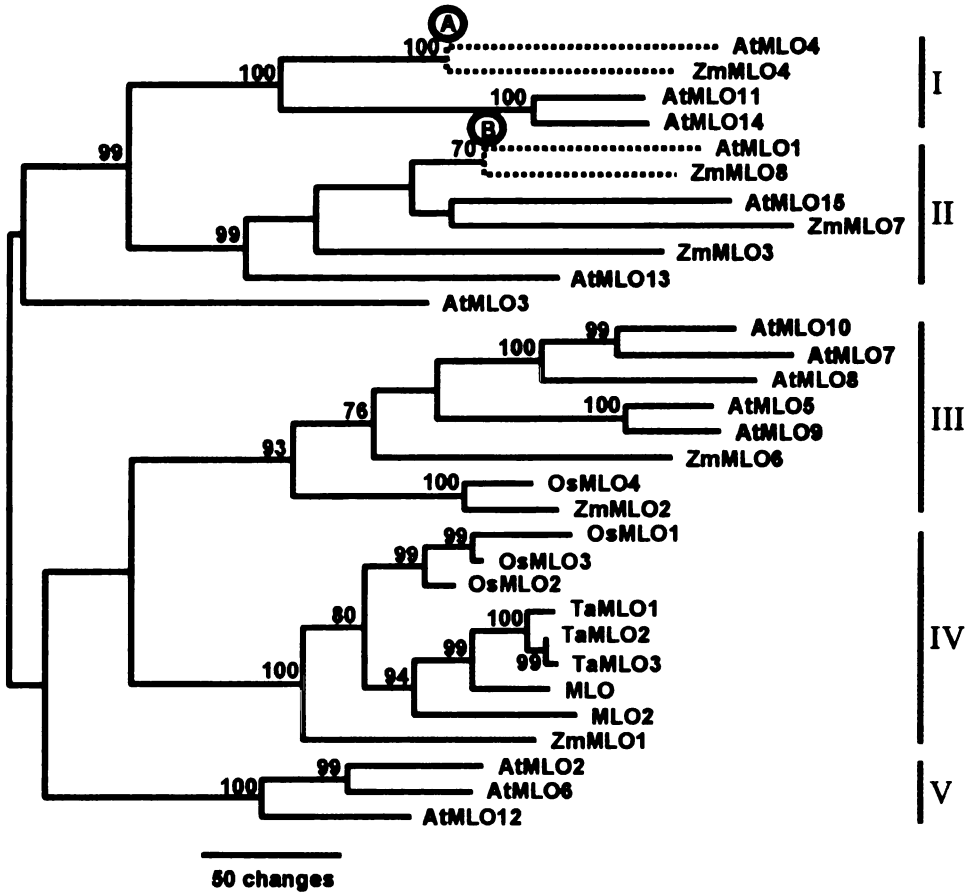 A
100 AtMLO4
100 ZmMLO4
I
100 AtMLO11
AtMLO14
B
99 70 AtMLO1
ZmMLO8
AtMLO15
II
99 ZmMLO7
ZmMLO3
AtMLO13
AtMLO3
99 AtMLO10
100 AtMLO7
AtMLO8
100 AtMLO5
76 III
AtMLO9
93 ZmMLO6
100 OsMLO4
ZmMLO2
99 OsMLO1
99 OsMLO3
OsMLO2
80 100 TaMLO1
TaMLO2
IV
99 99 TaMLO3
100 94 MLO
MLO2
ZmMLO1
99 AtMLO2
100 AtMLO6
V
AtMLO12
50 changes